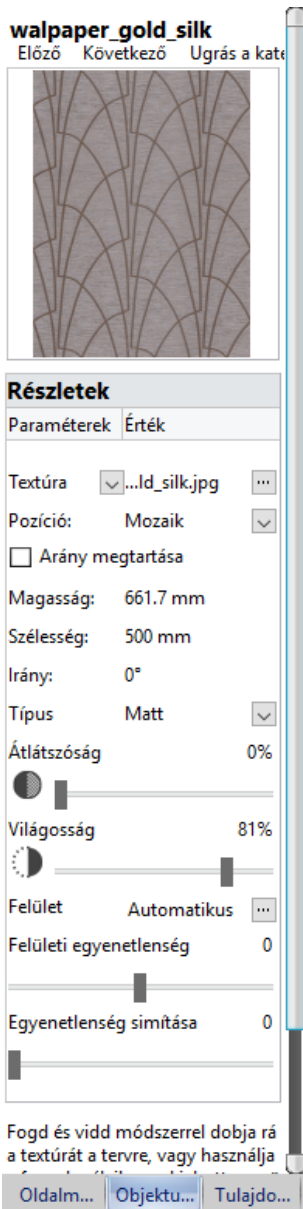 walpaper_gold_silk
Előző Következő Ugrás a kate
Részletek
Paraméterek Érték
Textúra ...ld_silk.jpg ...
Pozíció: Mozaik
Arány megtartása
Magasság: 661.7 mm
Szélesség: 500 mm
Irány: 0°
Típus Matt
Átlátszóság 0%
Világosság 81%
Felület Automatikus ...
Felületi egyenetlenség 0
Egyenetlenség simítása 0
Fogd és vidd módszerrel dobja rá
a textúrát a tervre, vagy használja
Oldalm... Objektu... Tulajdo...